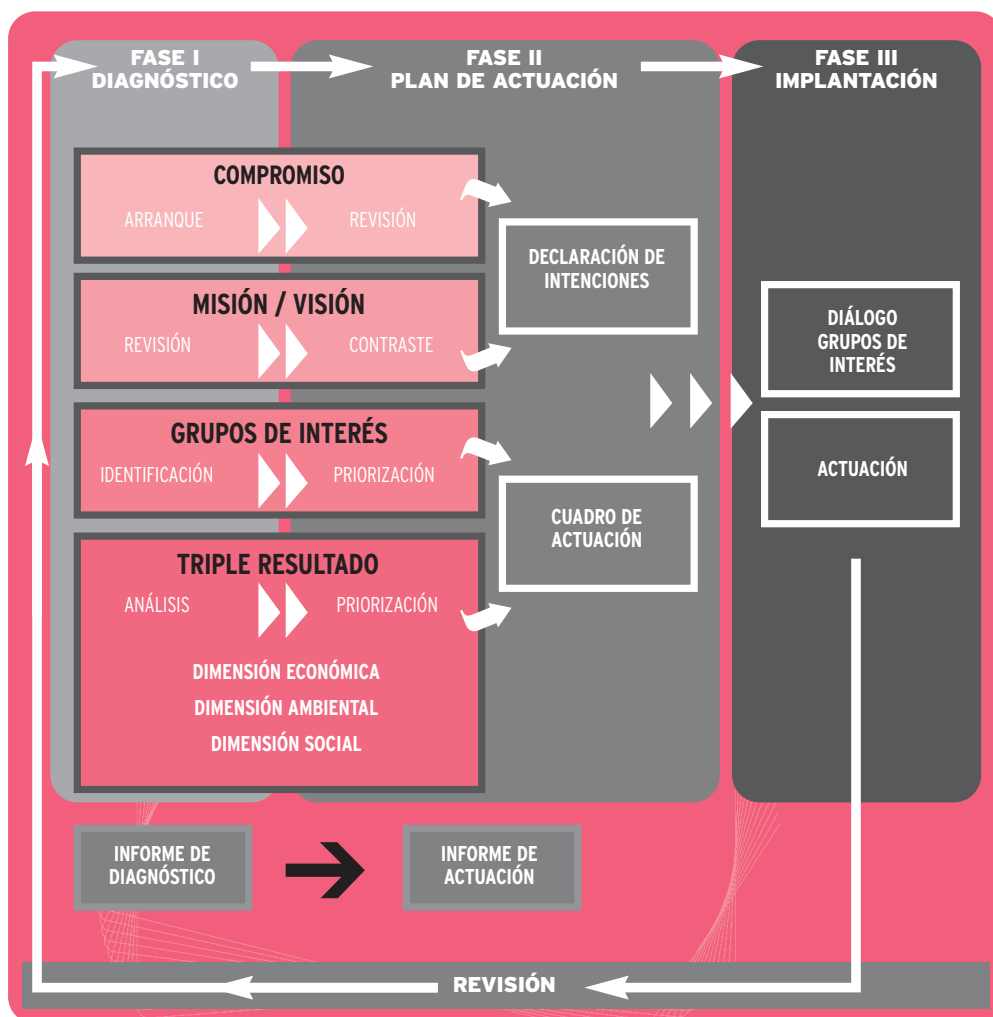 FASE I
DIAGNÓSTICO
FASE II
PLAN DE ACTUACIÓN
FASE III
IMPLANTACIÓN
COMPROMISO
ARRANQUE
REVISIÓN
MISIÓN / VISIÓN
REVISIÓN
CONTRASTE
GRUPOS DE INTERÉS
IDENTIFICACIÓN
PRIORIZACIÓN
TRIPLE RESULTADO
ANÁLISIS
PRIORIZACIÓN
DIMENSIÓN ECONÓMICA
DIMENSIÓN AMBIENTAL
DIMENSIÓN SOCIAL
DECLARACIÓN DE
INTENCIONES
CUADRO DE
ACTUACIÓN
DIÁLOGO
GRUPOS DE
INTERÉS
ACTUACIÓN
INFORME DE
DIAGNÓSTICO
INFORME DE
ACTUACIÓN
REVISIÓN